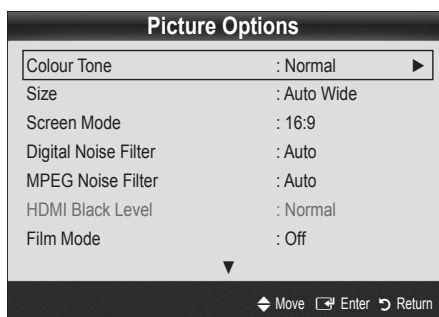 Picture Options
Colour Tone : Normal ►
Size : Auto Wide
Screen Mode : 16:9
Digital Noise Filter : Auto
MPEG Noise Filter : Auto
HDMI Black Level : Normal
Film Mode : Off
▼
Move Enter Return